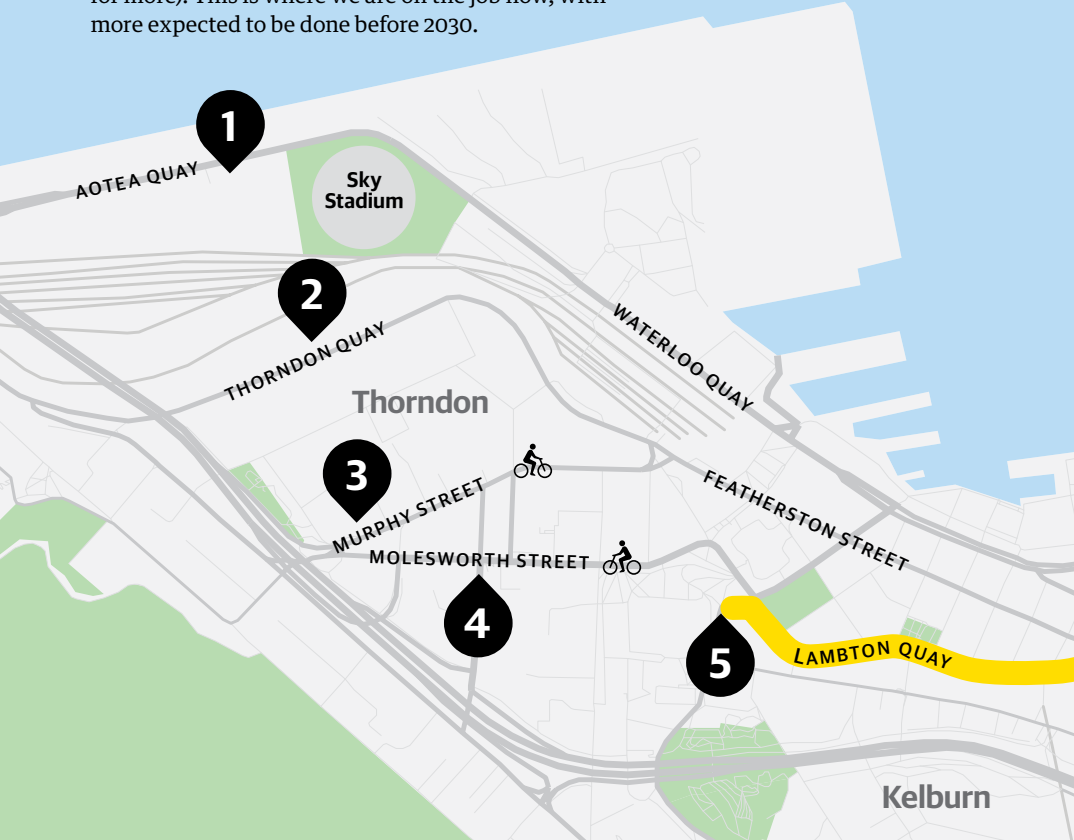 more expected to be done before 2030.
1
AOTEA QUAY
Sky
Stadium
2
THORNDON QUAY
WATERLOO QUAY
Thorndon
3
MURPHY STREET
FEATHERSTON STREET
MOLESWORTH STREET
4
5
LAMBTON QUAY
Kelburn